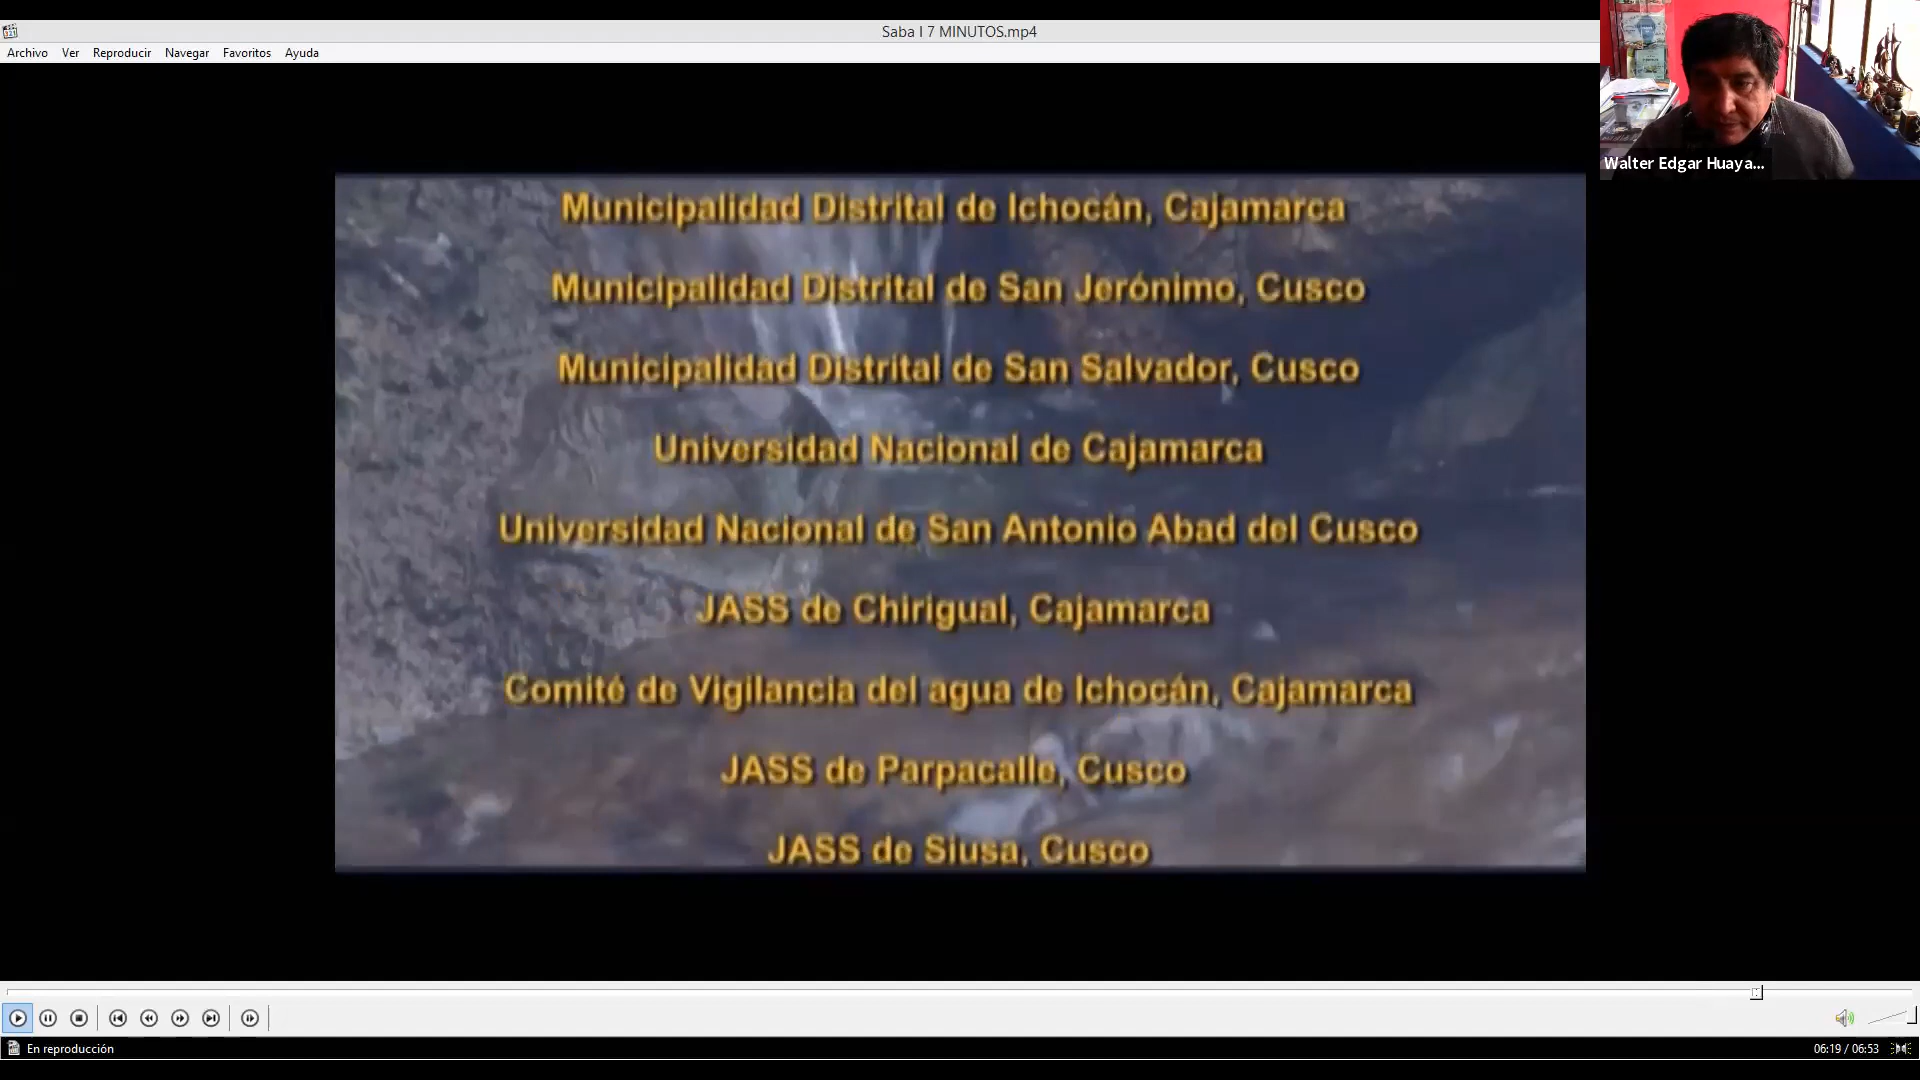 Saba I 7 MINUTOS.mp4
Archivo Ver Reproducir Navegar Favoritos Ayuda
Walter Edgar Huaya...
Municipalidad Distrital de Ichocán, Cajamarca
Municipalidad Distrital de San Jerónimo, Cusco
Municipalidad Distrital de San Salvador, Cusco
Universidad Nacional de Cajamarca
Universidad Nacional de San Antonio Abad del Cusco
JASS de Chirigual, Cajamarca
Comité de Vigilancia del agua de Ichocán, Cajamarca
JASS de Parpacalle, Cusco
JASS de Siusa, Cusco
En reproducción
06:19 / 06:53